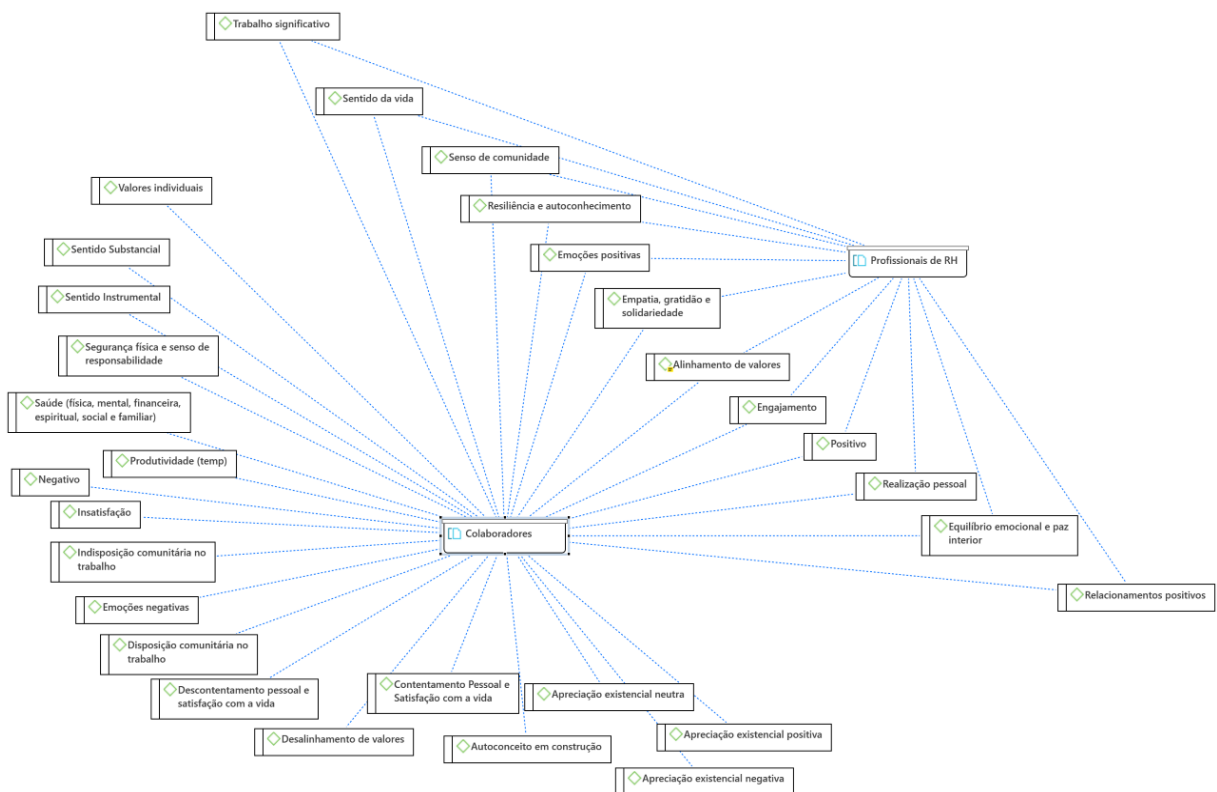 Trabalho significativo
Sentido da vida
Senso de comunidade
Valores individuais
Resiliência e autoconhecimento
Sentido Substancial
Emoções positivas
Profissionais de RH
Sentido Instrumental
Empatia, gratidão e
solidariedade
Segurança física e senso de
responsabilidade
Alinhamento de valores
Saúde (física, mental, financeira,
espiritual, social e familiar)
Engajamento
Positivo
Produtividade (temp)
Negativo
Realização pessoal
Insatisfação
Colaboradores
Equilíbrio emocional e paz
interior
Indisposição comunitária no
trabalho
Relacionamentos positivos
Emoções negativas
Disposição comunitária no
trabalho
Descontentamento pessoal e
satisfação com a vida
Contentamento Pessoal e
Satisfação com a vida
Apreciação existencial neutra
Desalinhamento de valores
Autoconceito em construção
Apreciação existencial positiva
Apreciação existencial negativa